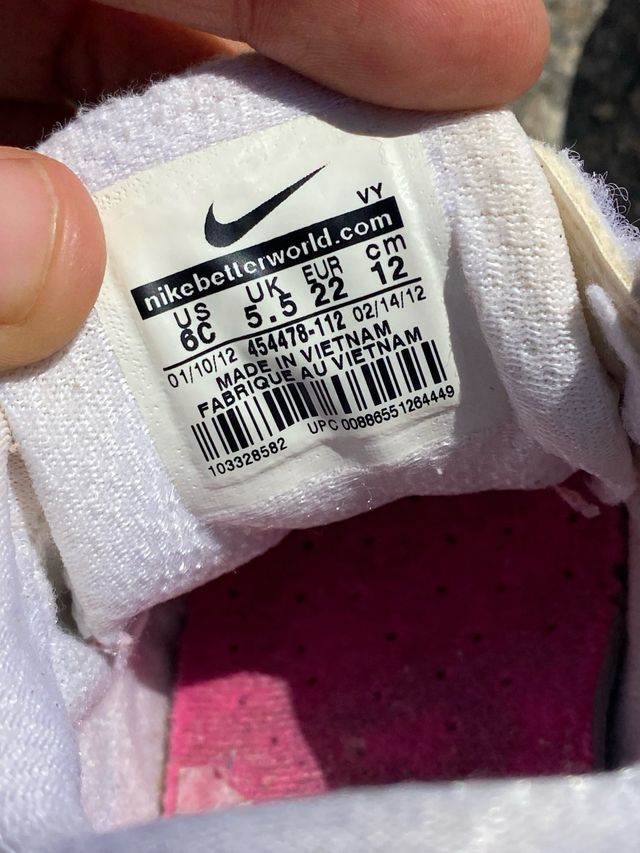 VY
nikebetterworld.com
US UK EUR cm
6C 5.5 22 12
01/10/12 454478-112 02/14/12
MADE IN VIETNAM
FABRIQUE AU VIETNAM
103328582 UPC 00886551264449